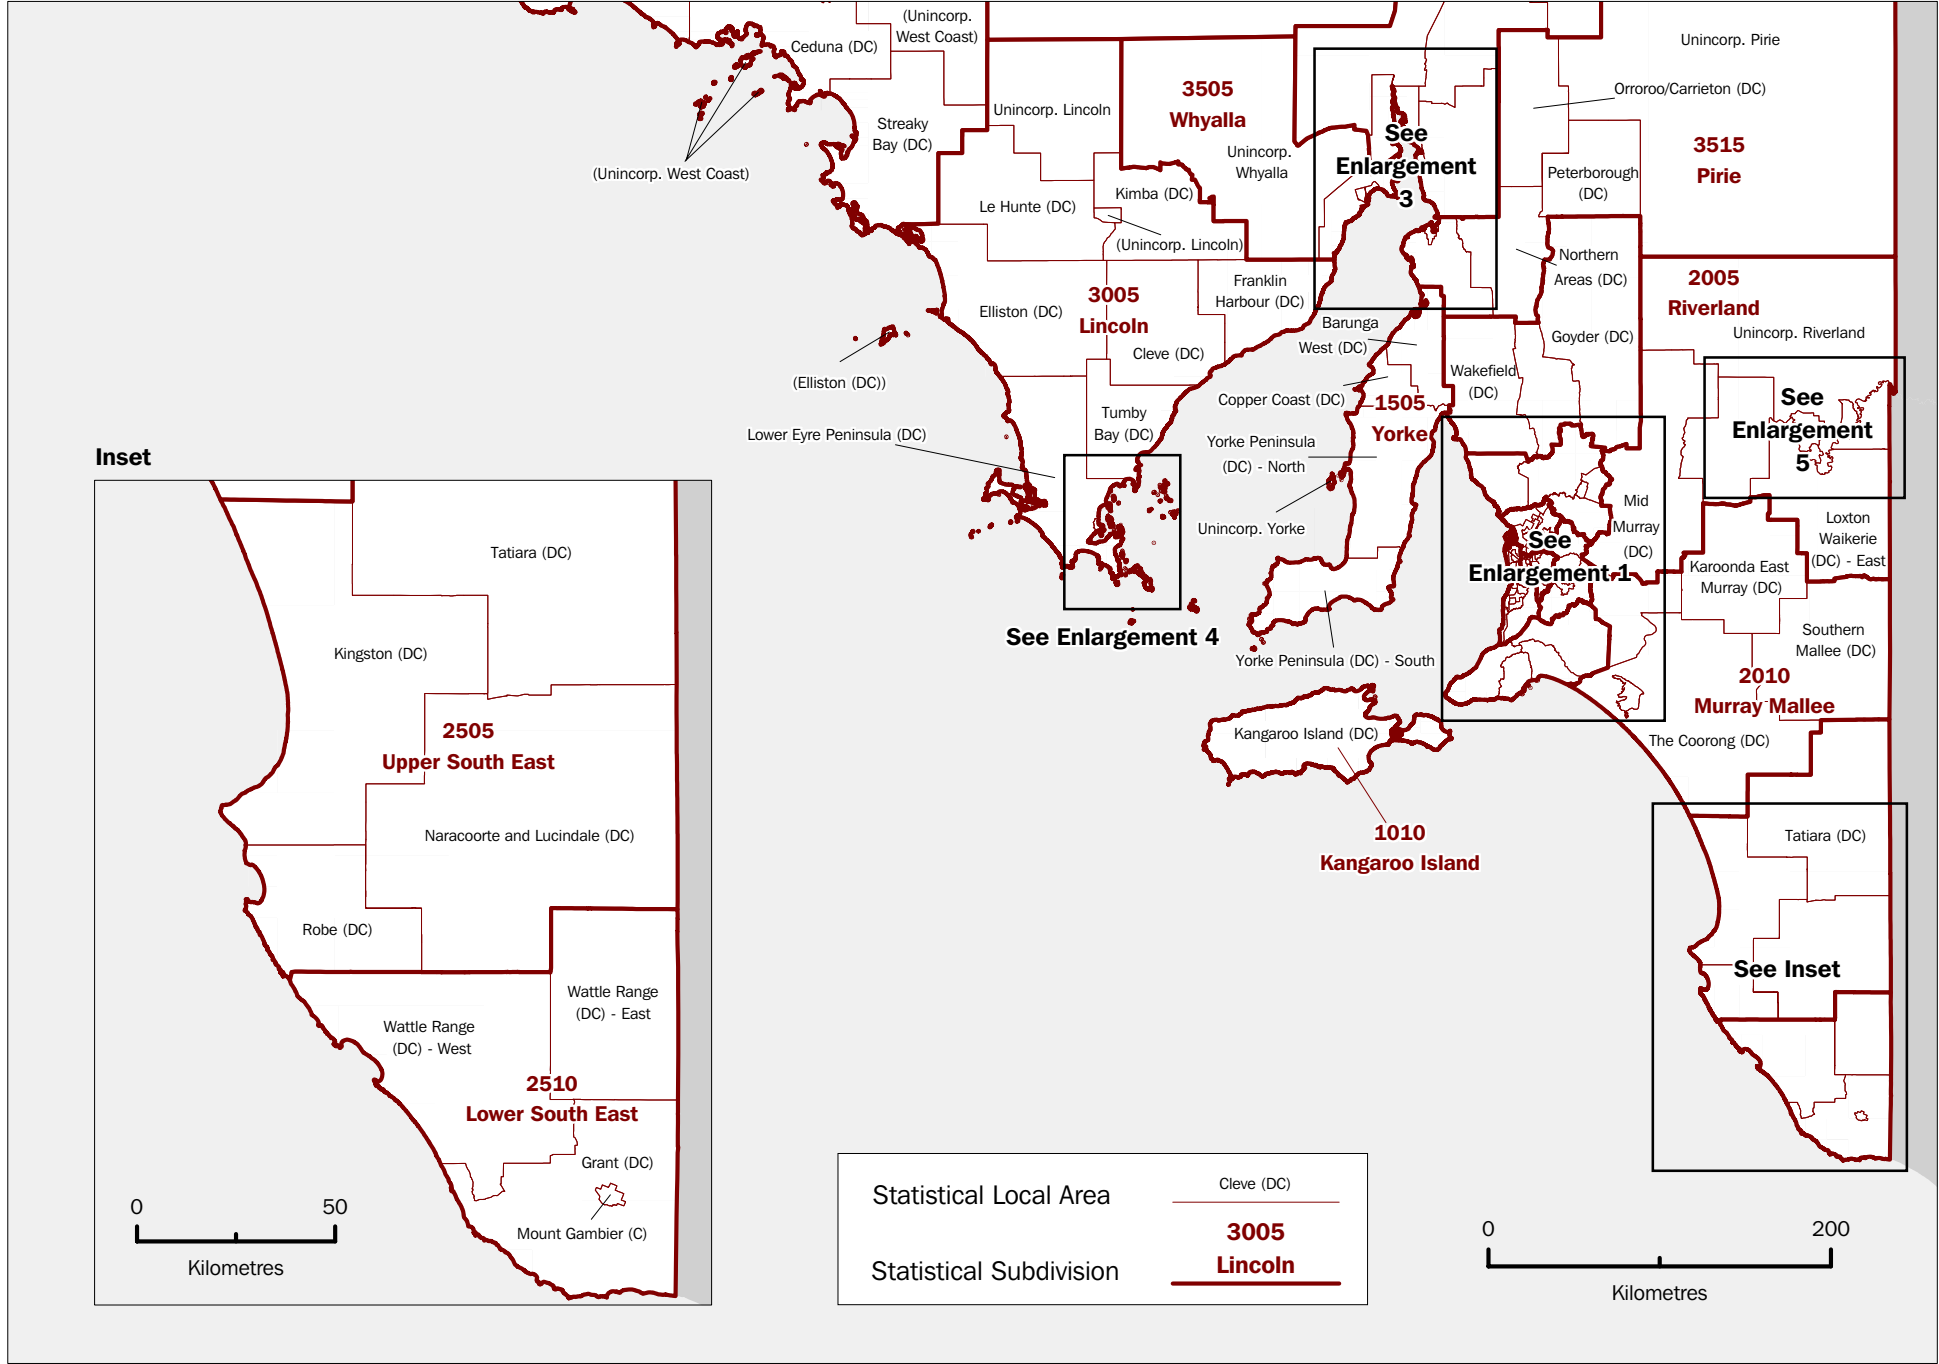 (Unincorp.
West Coast)
Ceduna (DC)
Unincorp. Pirie
Orroroo/Carrieton (DC)
3505
Whyalla
Unincorp. Lincoln
Streaky
Bay (DC)
See
Enlargement
3
3515
Pirie
Unincorp.
Whyalla
(Unincorp. West Coast)
Peterborough
(DC)
Kimba (DC)
Le Hunte (DC)
(Unincorp. Lincoln)
Northern
Areas (DC)
Franklin
Harbour (DC)
2005
Riverland
3005
Lincoln
Elliston (DC)
Barunga
West (DC)
Unincorp. Riverland
Goyder (DC)
Cleve (DC)
Wakefield
(DC)
(Elliston (DC))
Copper Coast (DC)
1505
Yorke
See
Enlargement
5
Tumby
Bay (DC)
Lower Eyre Peninsula (DC)
Yorke Peninsula
(DC) - North
Inset
Mid
Murray
(DC)
Unincorp. Yorke
Loxton
Waikerie
(DC) - East
See
Enlargement 1
Karoonda East
Murray (DC)
See Enlargement 4
Southern
Mallee (DC)
Yorke Peninsula (DC) - South
2010
Murray Mallee
Kangaroo Island (DC)
The Coorong (DC)
1010
Kangaroo Island
Tatiara (DC)
See Inset
Tatiara (DC)
Kingston (DC)
2505
Upper South East
Naracoorte and Lucindale (DC)
Robe (DC)
Wattle Range
(DC) - East
Wattle Range
(DC) - West
2510
Lower South East
Grant (DC)
Mount Gambier (C)
0 50
Kilometres
Statistical Local Area
Cleve (DC)
Statistical Subdivision
3005
Lincoln
0 200
Kilometres